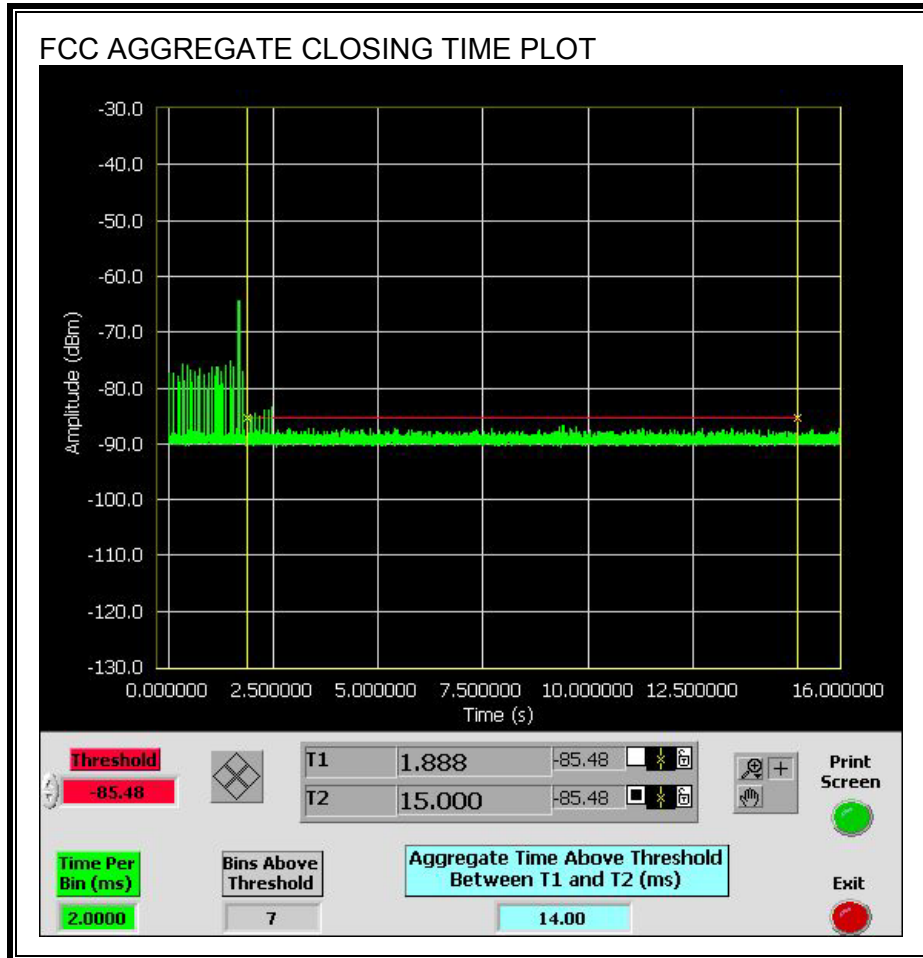 FCC AGGREGATE CLOSING TIME PLOT
-30.0
-40.0
-50.0
-60.0
-70.0
-80.0
-90.0
-100.0
-110.0
-120.0
-130.0
Amplitude (dBm)
0.000000 2.500000 5.000000 7.500000 10.000000 12.500000 16.000000
Time (s)
Threshold
-85.48
T1 1.888 -85.48
T2 15.000 -85.48
Print
Screen
Time Per
Bin (ms)
2.0000
Bins Above
Threshold
7
Aggregate Time Above Threshold
Between T1 and T2 (ms)
14.00
Exit